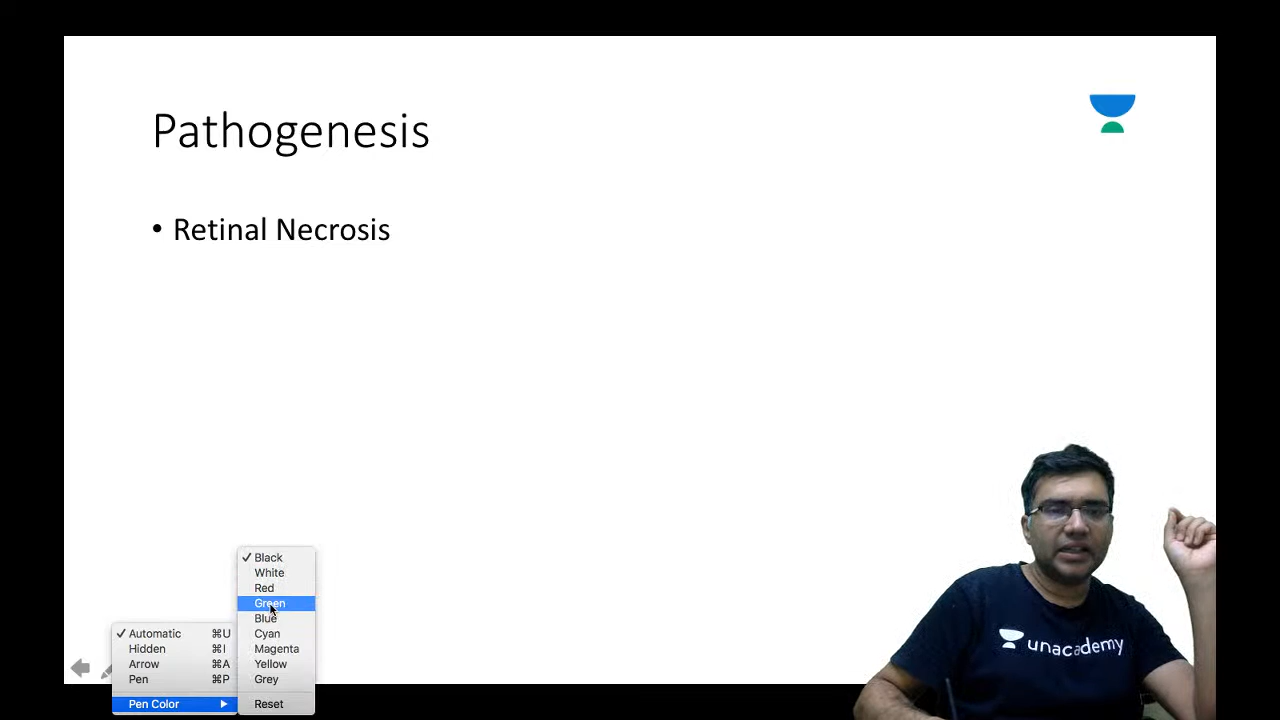 Pathogenesis
• Retinal Necrosis
✓ Black
White
Red
Green
Blue
Cyan
Magenta
Yellow
Grey
Reset
✓ Automatic ⌘U
Hidden ⌘I
Arrow ⌘A
Pen ⌘P
Pen Color ▶
unacademy